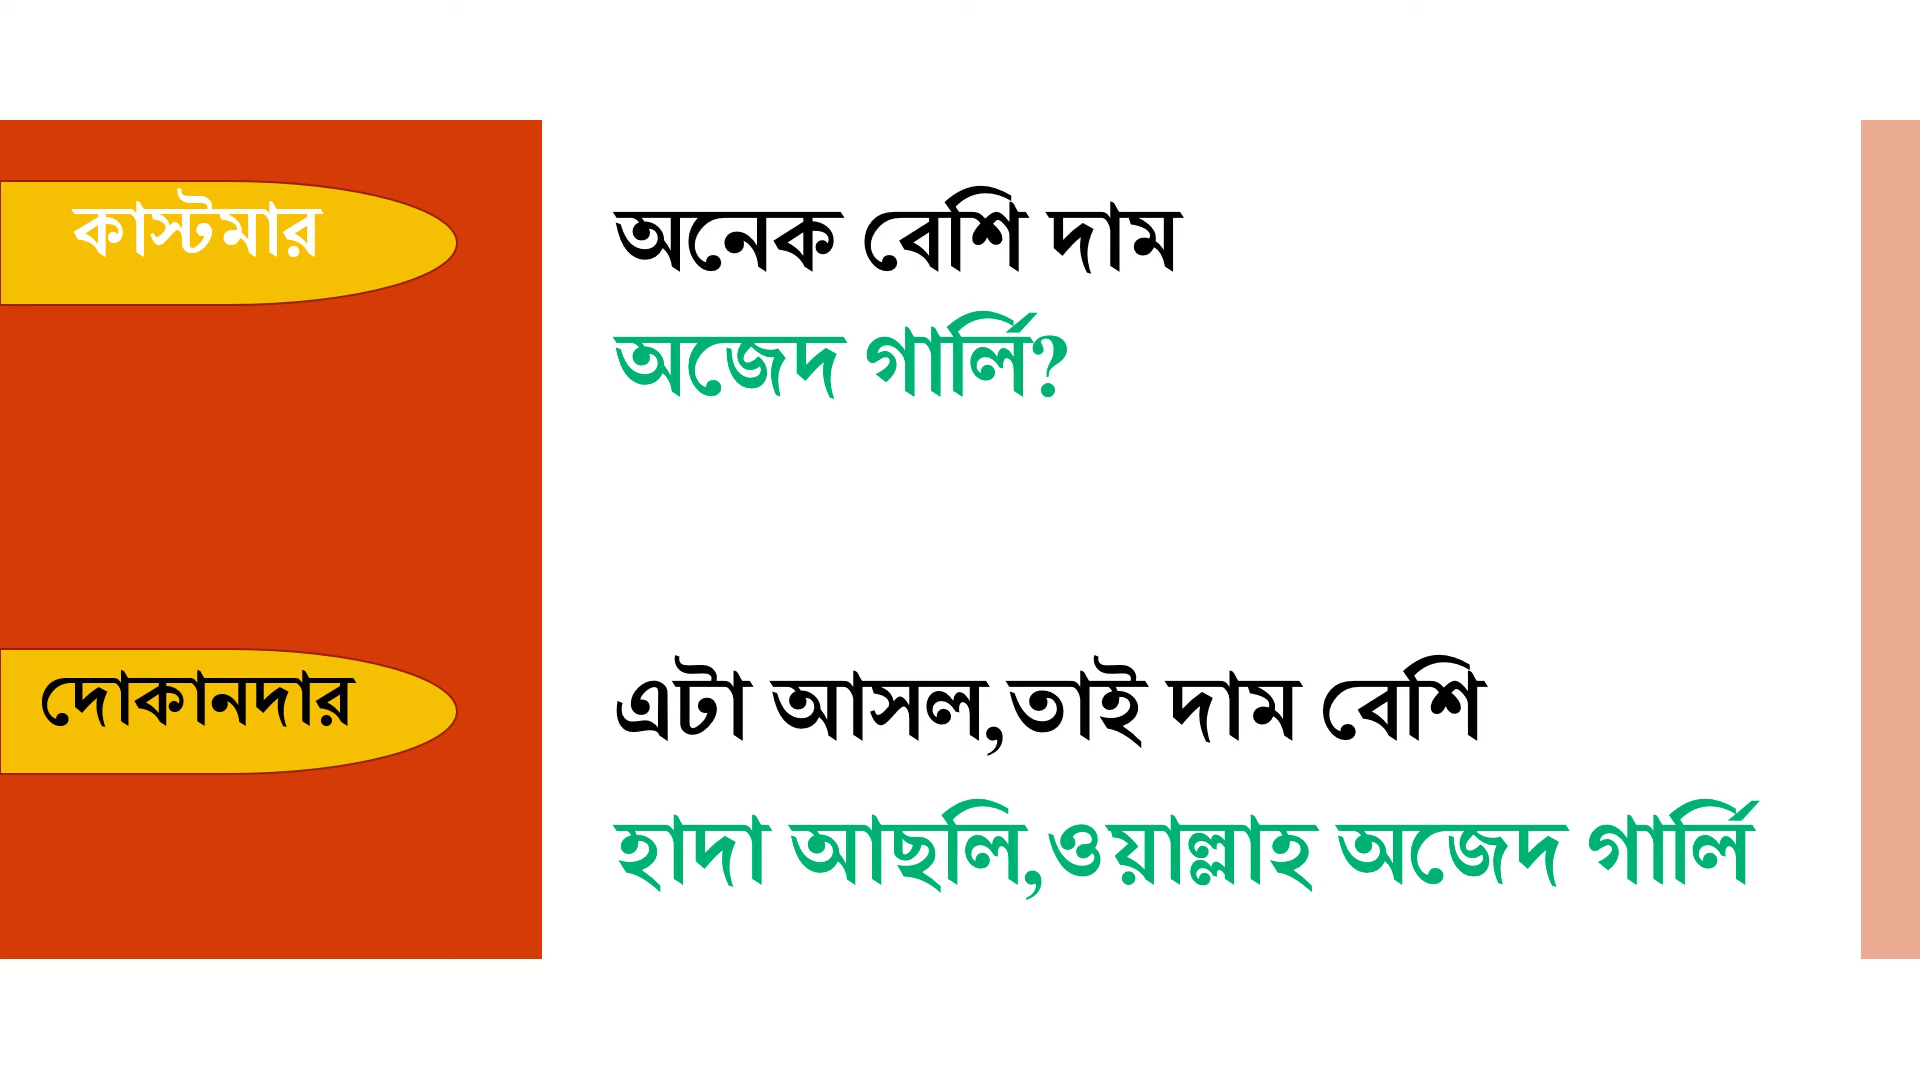 কাস্টমার
অনেক বেশি দাম
অজেদ গার্লি?
দোকানদার
এটা আসল,তাই দাম বেশি
হাদা আছলি,ওয়াল্লাহ অজেদ গার্লি